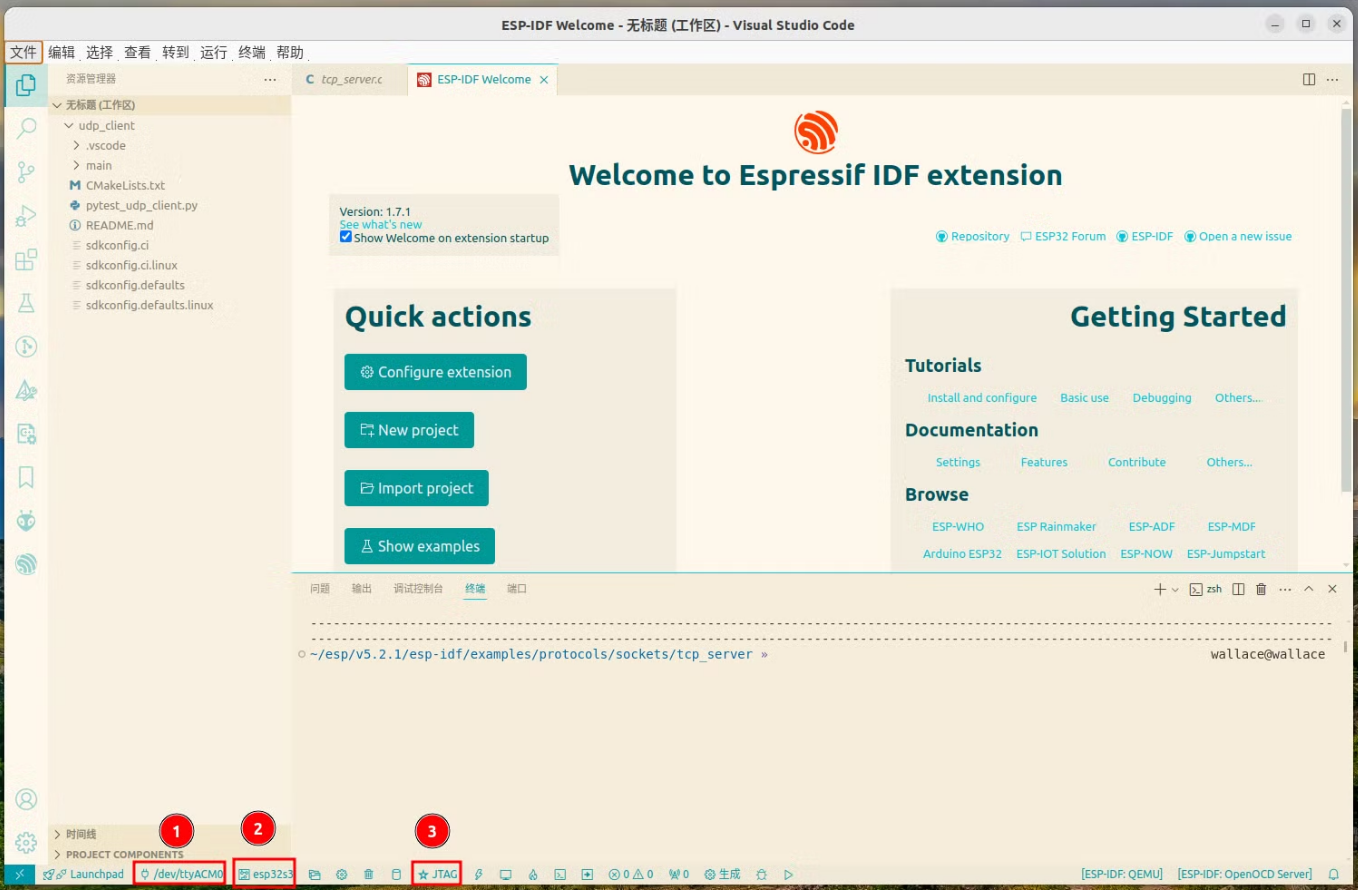 ESP-IDF Welcome - 无标题 (工作区) - Visual Studio Code
文件 编辑 选择 查看 转到 运行 终端 帮助
资源管理器
tcp_server.c
ESP-IDF Welcome
无标题 (工作区)
udp_client
.vscode
main
CMakeLists.txt
pytest_udp_client.py
README.md
sdkconfig.ci
sdkconfig.ci.linux
sdkconfig.defaults
sdkconfig.defaults.linux
Welcome to Espressif IDF extension
Version: 1.7.1
See what's new
Show Welcome on extension startup
Repository ESP32 Forum ESP-IDF Open a new issue
Quick actions
Configure extension
New project
Import project
Show examples
Getting Started
Tutorials
Install and configure Basic use Debugging Others....
Documentation
Settings Features Contribute Others...
Browse
ESP-WHO ESP Rainmaker ESP-ADF ESP-MDF
Arduino ESP32 ESP-IOT Solution ESP-NOW ESP-Jumpstart
问题 输出 调试控制台 终端 端口
zsh
~/esp/v5.2.1/esp-idf/examples/protocols/sockets/tcp_server » wallace@wallace
时间线
PROJECT COMPONENTS
1 2 3
Launchpad /dev/ttyACM0 esp32s3 JTAG 0 0 0 生成 [ESP-IDF: QEMU] [ESP-IDF: OpenOCD Server]